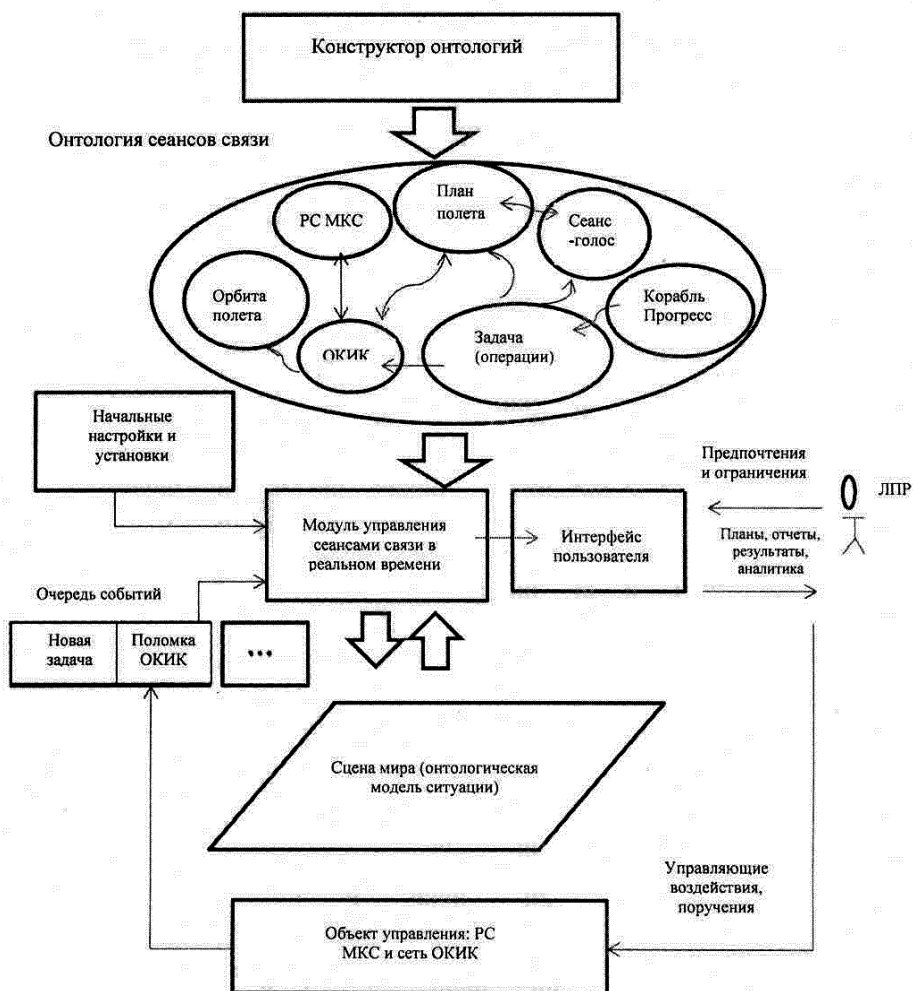 Конструктор онтологий
Онтология сеансов связи
РС МКС
План
полета
Сеанс
-голос
Орбита
полета
ОКИК
Задача
(операции)
Корабль
Прогресс
Начальные
настройки и
установки
Предпочтения
и ограничения
ЛПР
Модуль управления
сеансами связи в
реальном времени
Интерфейс
пользователя
Планы, отчеты,
результаты,
аналитика
Очередь событий
Новая
задача
Поломка
ОКИК
...
Сцена мира (онтологическая
модель ситуации)
Управляющие
воздействия,
поручения
Объект управления: РС
МКС и сеть ОКИК